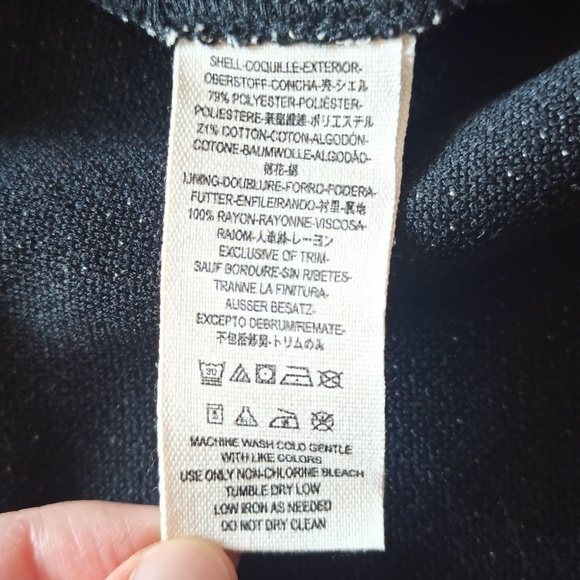 SHELL-COQUILLE-EXTERIOR-
OBERSTOFF-CONCHA-壳-シェル
79% POLYESTER-POLIÉSTER-
POLIESTERE-聚酯纖維-ポリエステル
21% COTTON-COTON-ALGODÓN-
COTONE-BAUMWOLLE-ALGODÃO-
棉花-綿
LINING-DOUBLURE-FORRO-FODERA-
FUTTER-ENFILEIRANDO-衬里-裏地
100% RAYON-RAYONNE-VISCOSA-
RAIOM-人革絲-レーヨン
EXCLUSIVE OF TRIM-
SAUF BORDURE-SIN RIBETES-
TRANNE LA FINITURA-
AUSSER BESATZ-
EXCEPTO DEBRUM/REMATE-
不包括修剪-トリムのみ
30
MACHINE WASH COLD GENTLE
WITH LIKE COLORS
USE ONLY NON-CHLORINE BLEACH
TUMBLE DRY LOW
LOW IRON AS NEEDED
DO NOT DRY CLEAN